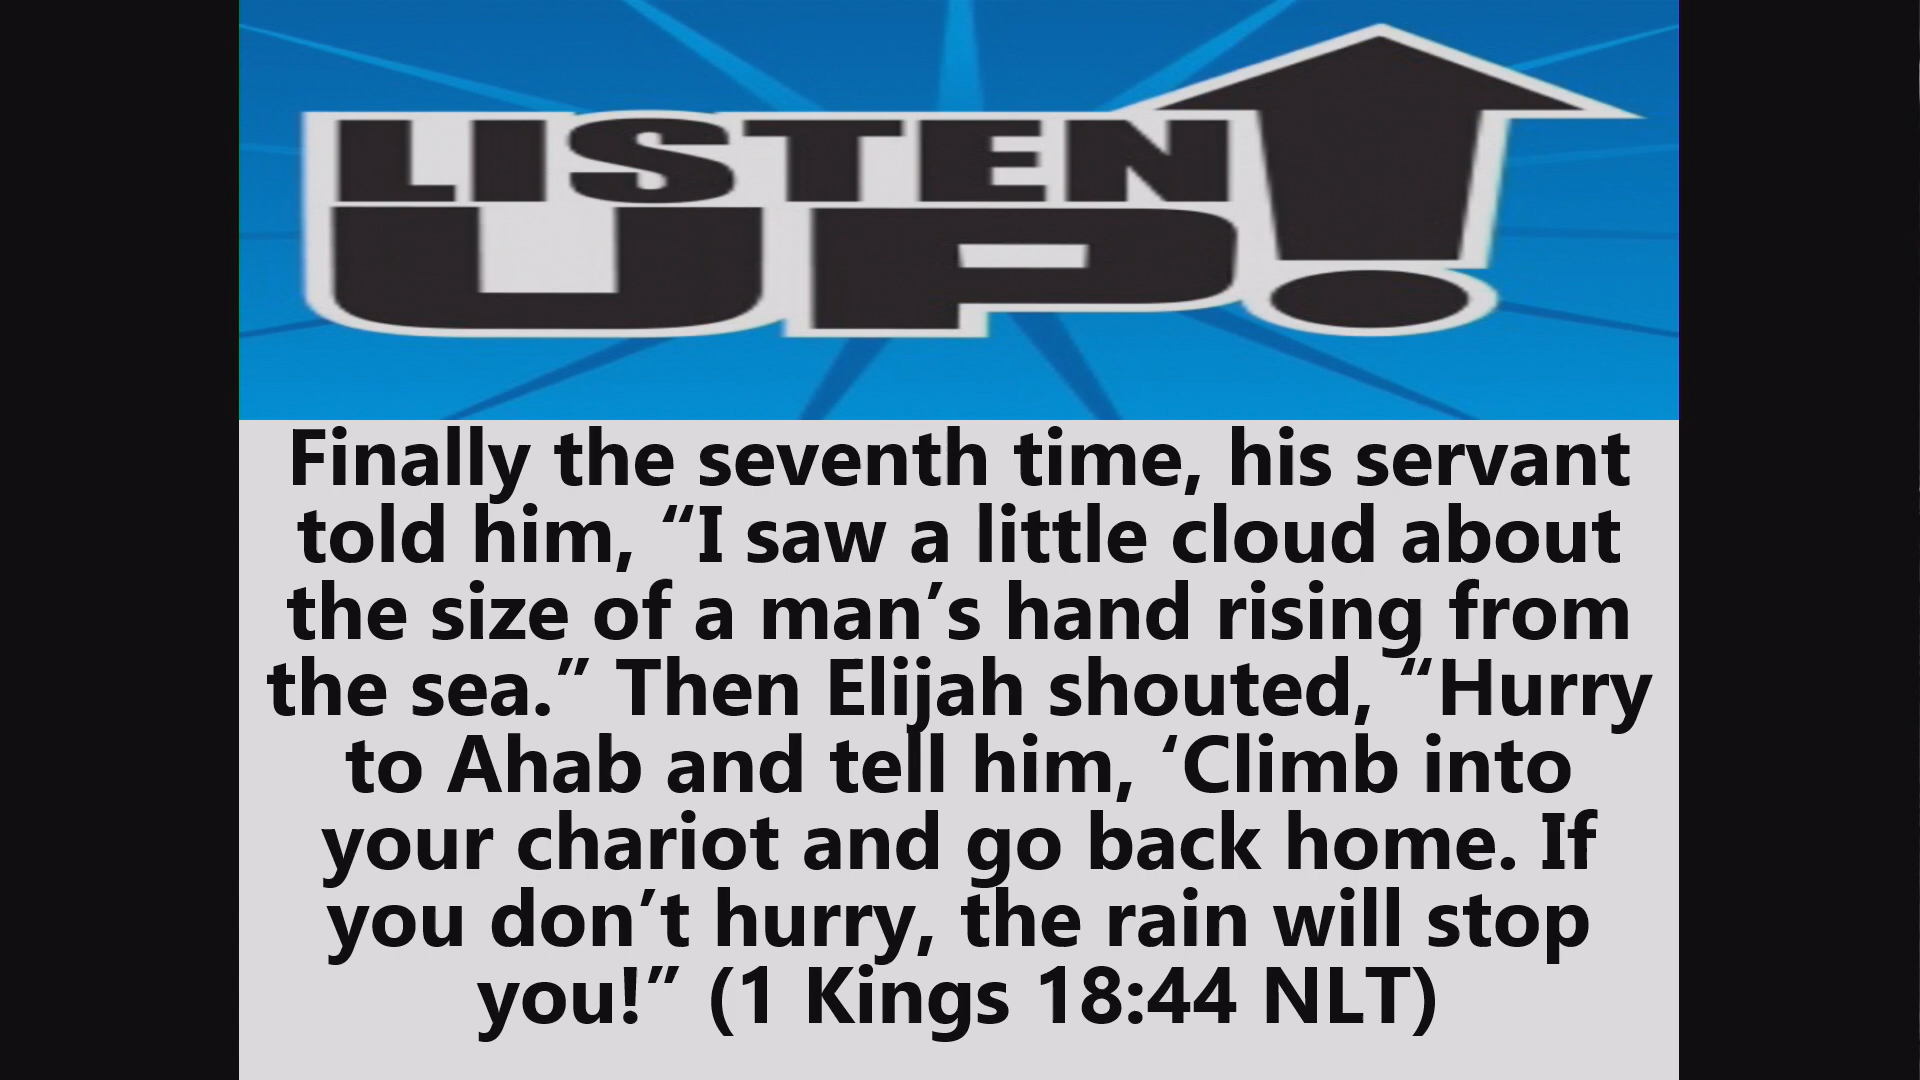 LISTEN
UP!
Finally the seventh time, his servant
told him, “I saw a little cloud about
the size of a man’s hand rising from
the sea.” Then Elijah shouted, “Hurry
to Ahab and tell him, ‘Climb into
your chariot and go back home. If
you don’t hurry, the rain will stop
you!” (1 Kings 18:44 NLT)